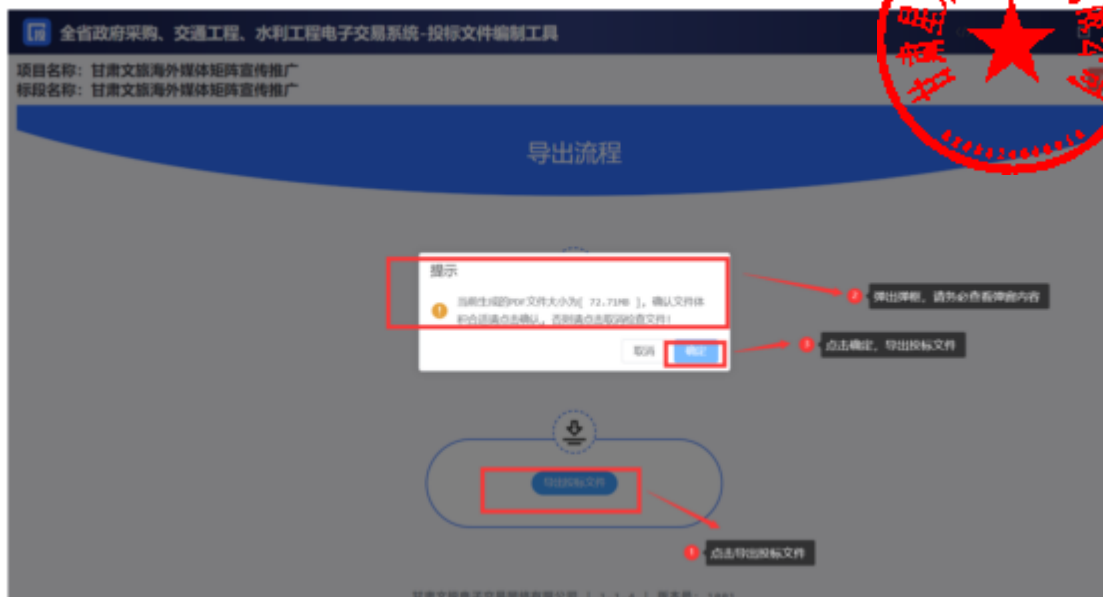 全省政府采购、交通工程、水利工程电子交易系统-投标文件编制工具
项目名称：甘肃文旅海外媒体矩阵宣传推广
标段名称：甘肃文旅海外媒体矩阵宣传推广
导出流程
提示
当前生成的PDF文件大小为[ 72.71MB ]，确认文件体
积合适请点击确认，否则请点击取消检查文件！
取消 确定
2 弹出弹框，请务必查看弹窗内容
3 点击确定，导出投标文件
导出投标文件
1 点击导出投标文件